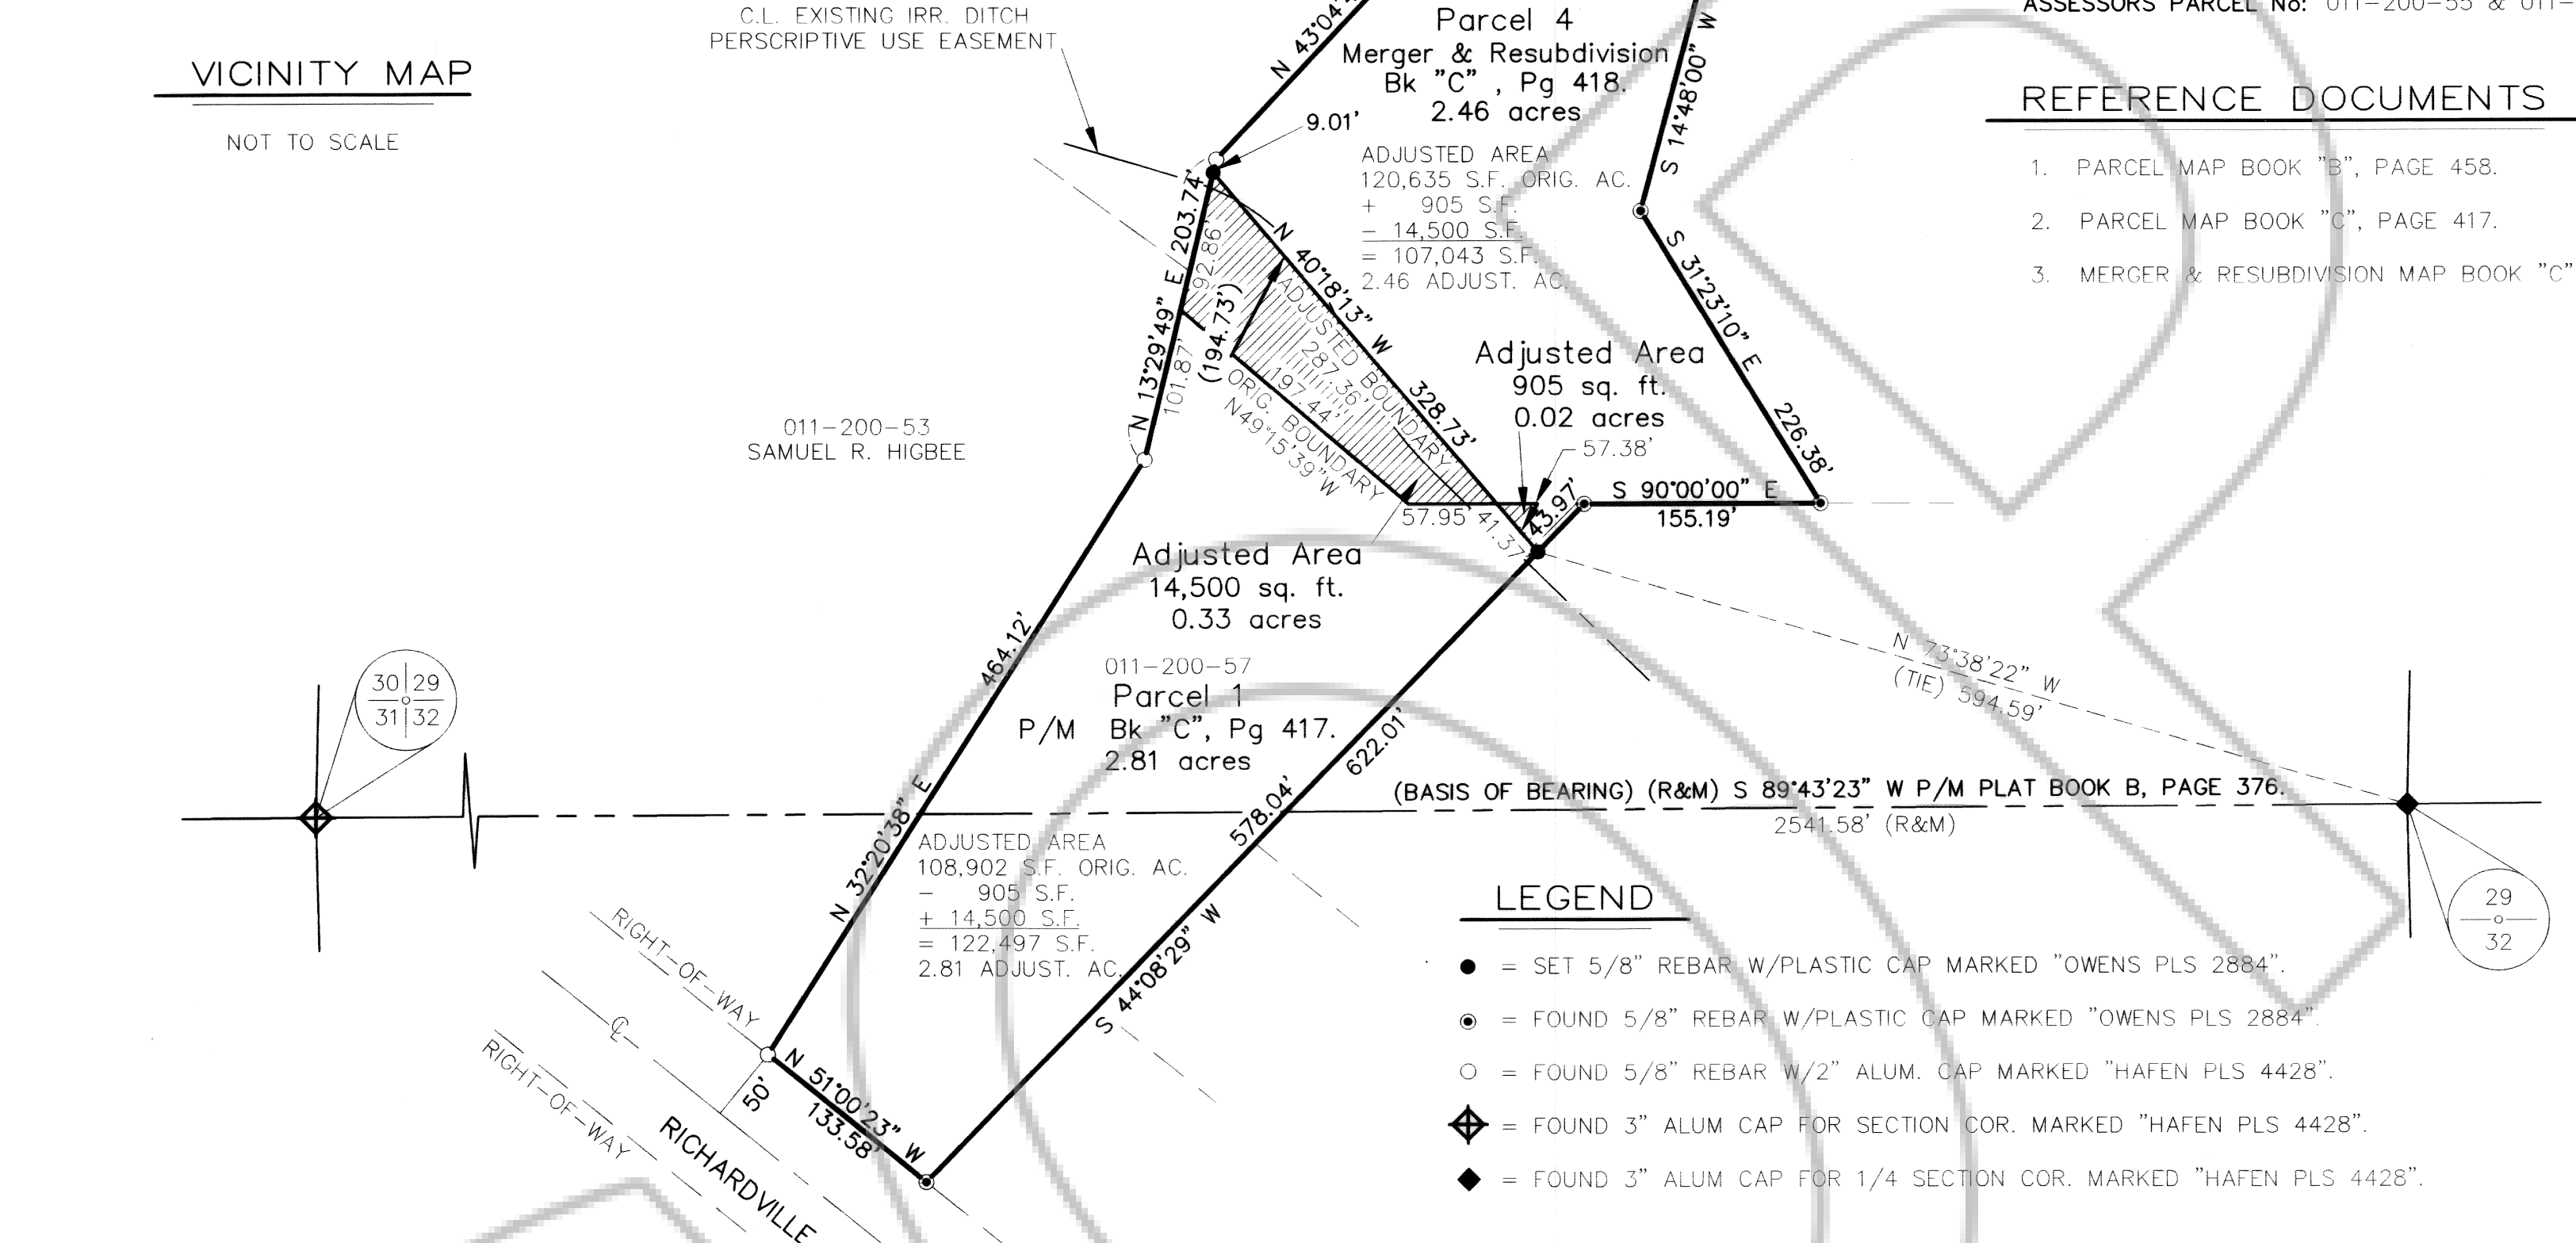 C.L. EXISTING IRR. DITCH
PERSCRIPTIVE USE EASEMENT
VICINITY MAP
NOT TO SCALE
N 43°04'
Parcel 4
Merger & Resubdivision
Bk "C" , Pg 418.
2.46 acres
ADJUSTED AREA
120,635 S.F. ORIG. AC.
+ 905 S.F.
- 14,500 S.F.
= 107,043 S.F.
2.46 ADJUST. AC.
S 14°48'00" W
ASSESSORS PARCEL No: 011-200-55 & 011-
REFERENCE DOCUMENTS
1. PARCEL MAP BOOK "B", PAGE 458.
2. PARCEL MAP BOOK "C", PAGE 417.
3. MERGER & RESUBDIVISION MAP BOOK "C"
9.01'
N 13°29'49" E 203.74'
92.86'
101.87'
(194.73')
N 40°18'13" W 328.73'
ADJUSTED BOUNDARY
287.36'
197.44'
ORIG. BOUNDARY
N49°15'39"W
S 31°23'10" E 226.38'
Adjusted Area
905 sq. ft.
0.02 acres
57.38'
43.97'
S 90°00'00" E
155.19'
57.95'
41.37'
011-200-53
SAMUEL R. HIGBEE
Adjusted Area
14,500 sq. ft.
0.33 acres
011-200-57
Parcel 1
P/M Bk "C", Pg 417.
2.81 acres
464.12'
N 32°20'38" E
622.01'
578.04'
S 44°08'29" W
N 73°38'22" W
(TIE) 594.59'
30 29
31 32
(BASIS OF BEARING) (R&M) S 89°43'23" W P/M PLAT BOOK B, PAGE 376.
2541.58' (R&M)
29
32
ADJUSTED AREA
108,902 S.F. ORIG. AC.
- 905 S.F.
+ 14,500 S.F.
= 122,497 S.F.
2.81 ADJUST. AC.
RIGHT-OF-WAY
℄
RIGHT-OF-WAY
50'
N 51°00'23" W
133.58'
RICHARDVILLE
LEGEND
= SET 5/8" REBAR W/PLASTIC CAP MARKED "OWENS PLS 2884".
= FOUND 5/8" REBAR W/PLASTIC CAP MARKED "OWENS PLS 2884".
= FOUND 5/8" REBAR W/2" ALUM. CAP MARKED "HAFEN PLS 4428".
= FOUND 3" ALUM CAP FOR SECTION COR. MARKED "HAFEN PLS 4428".
= FOUND 3" ALUM CAP FOR 1/4 SECTION COR. MARKED "HAFEN PLS 4428".